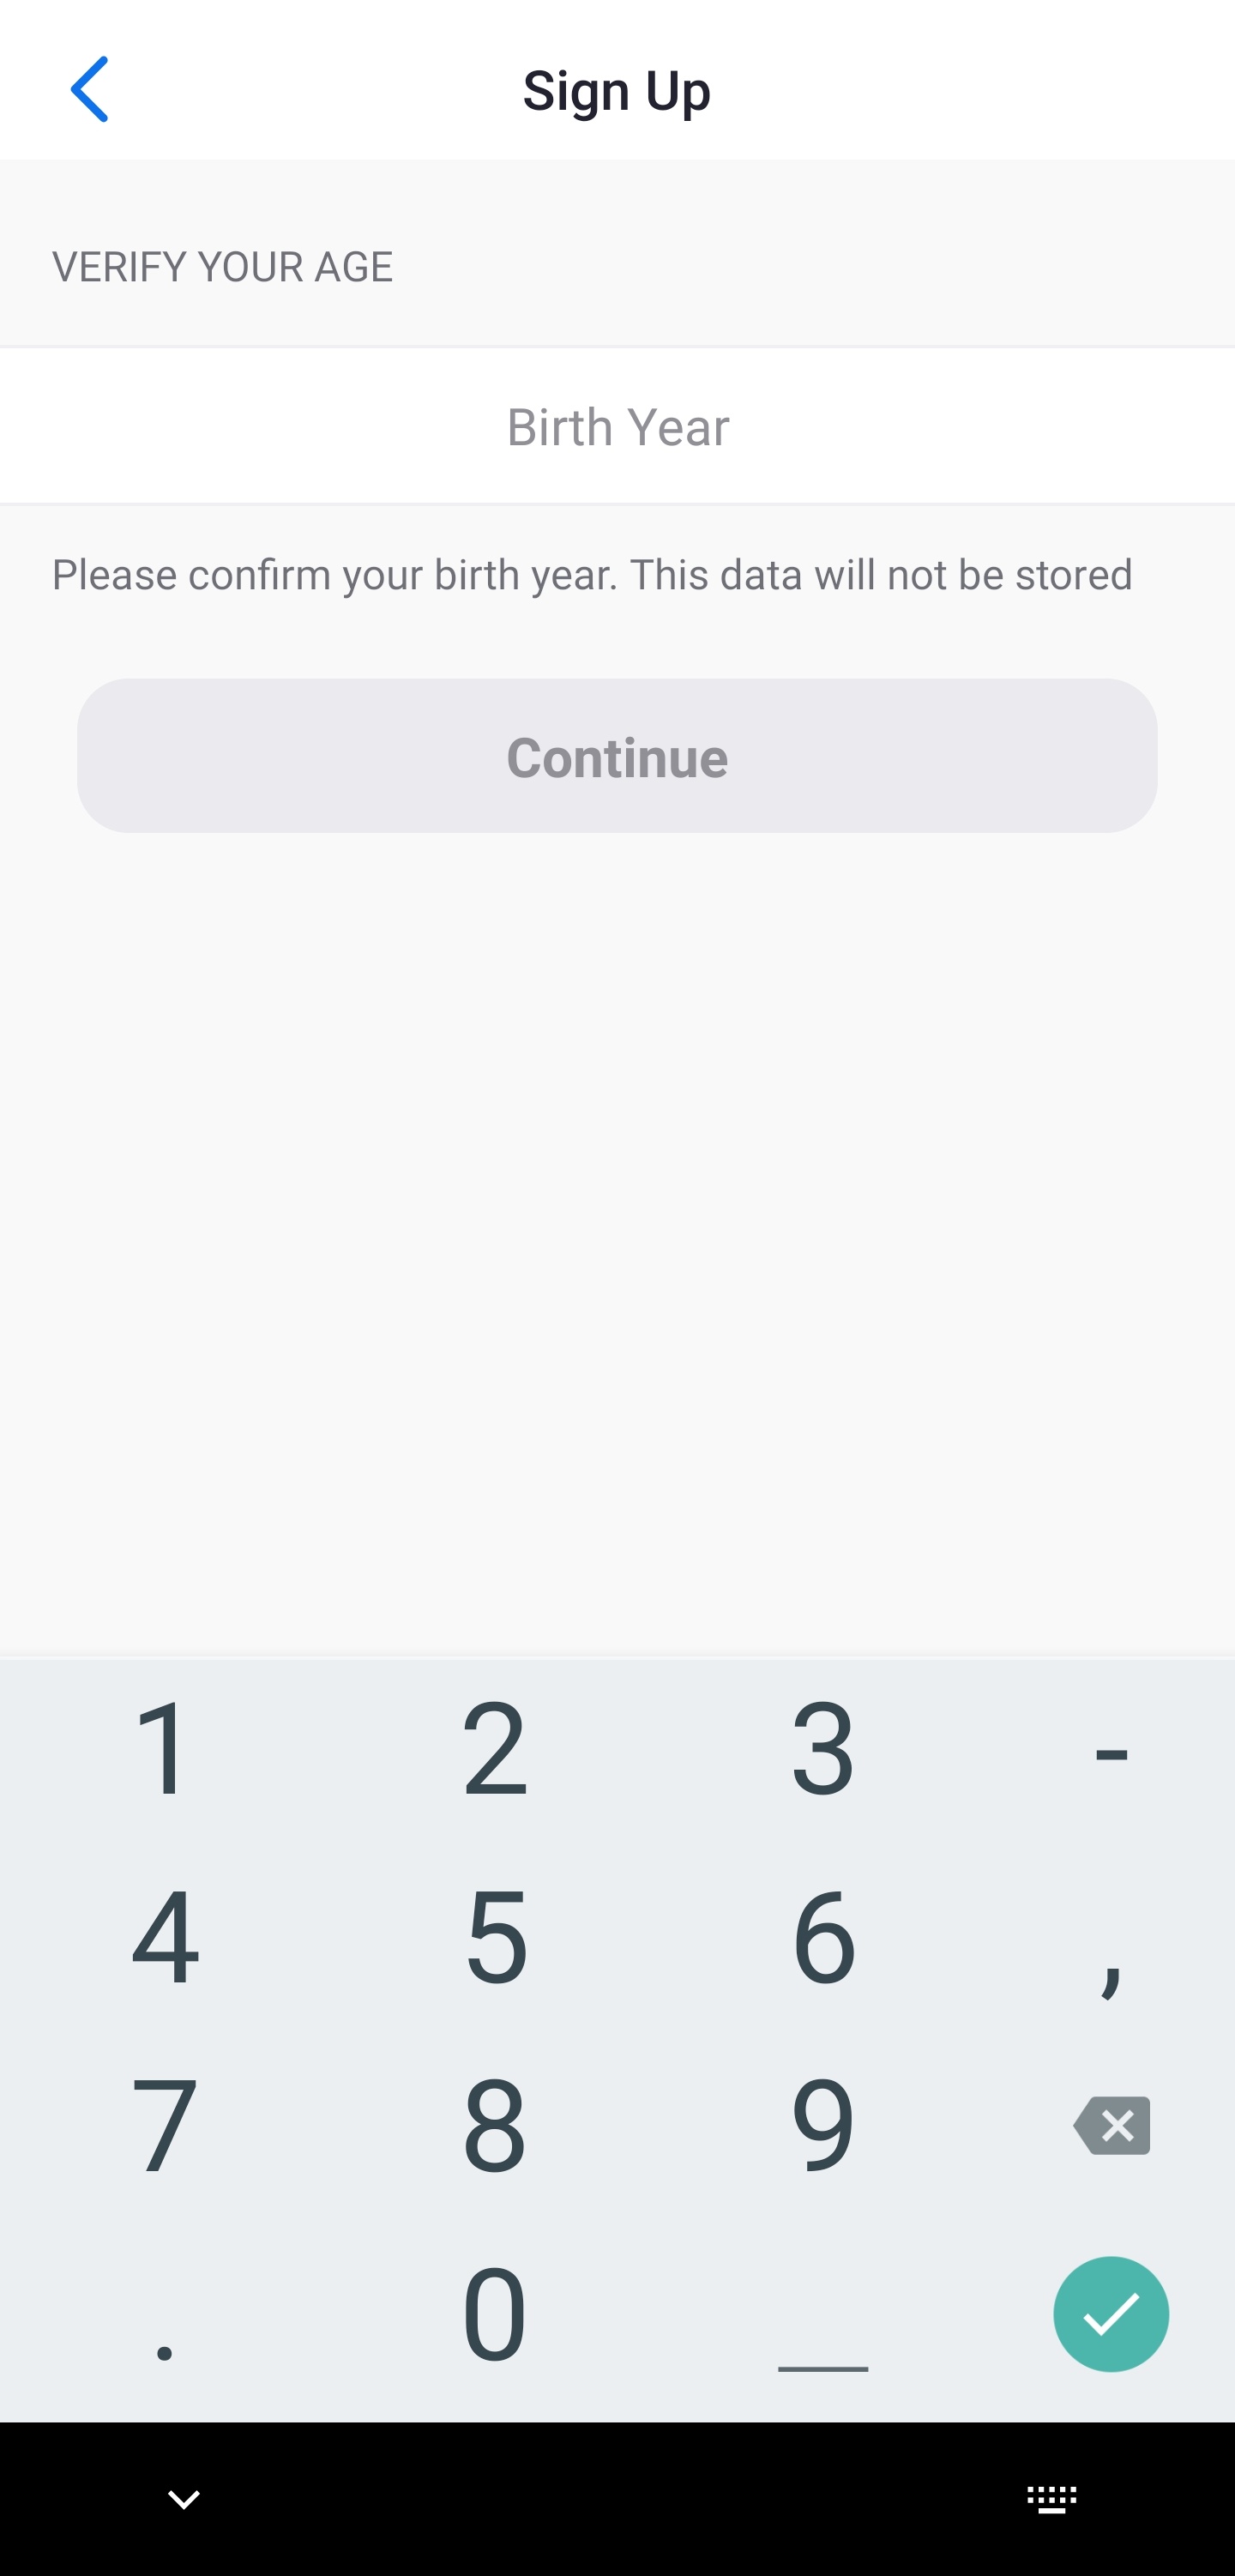 Sign Up
VERIFY YOUR AGE
Birth Year
Please confirm your birth year. This data will not be stored
Continue
1 2 3 -
4 5 6 ,
7 8 9
. 0 _